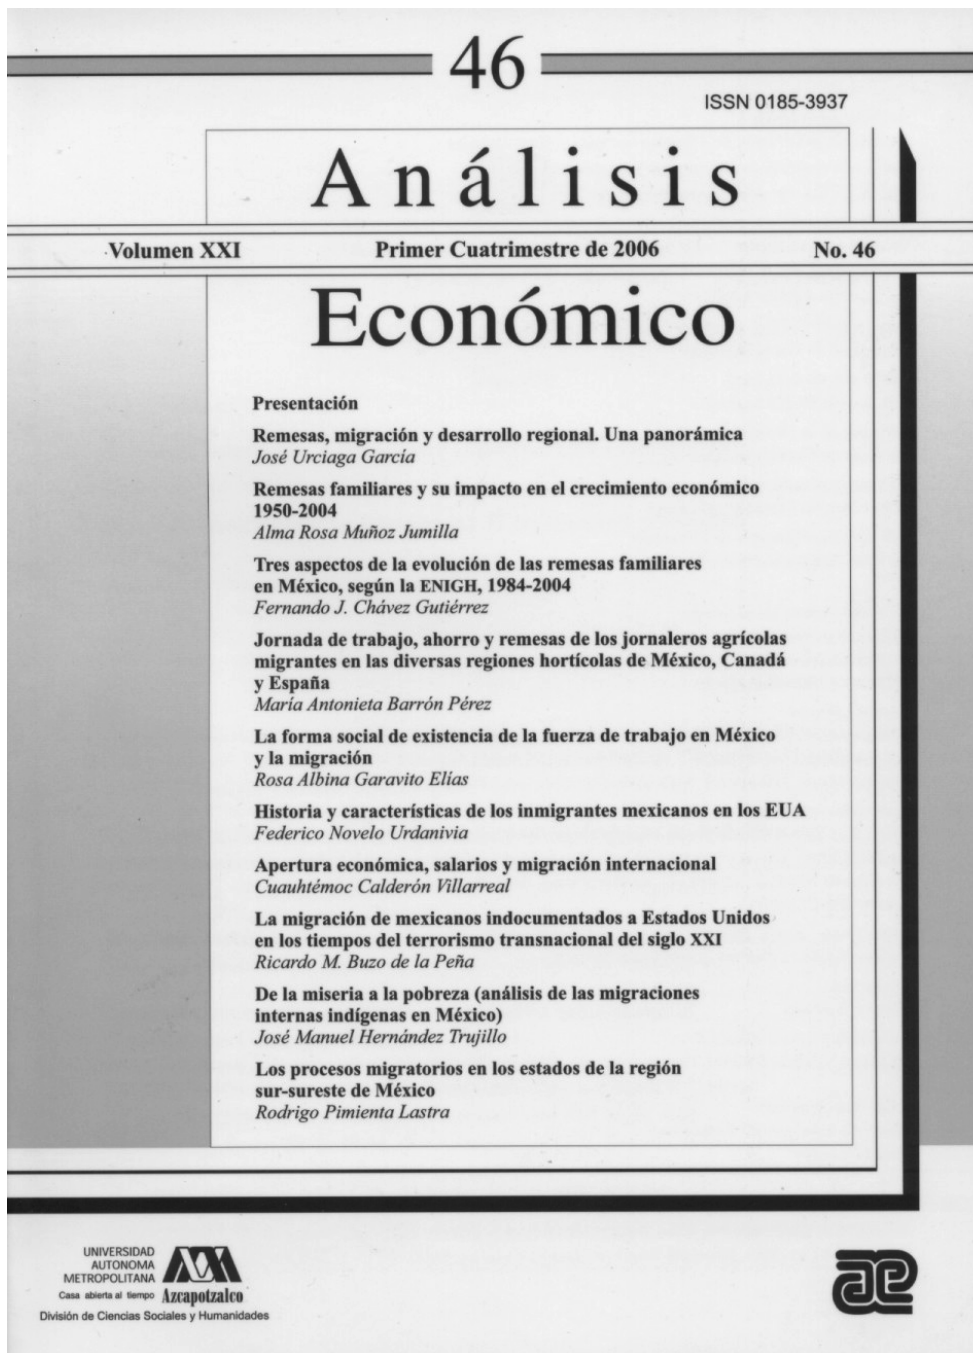 46
ISSN 0185-3937
Análisis
Volumen XXI Primer Cuatrimestre de 2006 No. 46
Económico
Presentación
Remesas, migración y desarrollo regional. Una panorámica
José Urciaga García
Remesas familiares y su impacto en el crecimiento económico
1950-2004
Alma Rosa Muñoz Jumilla
Tres aspectos de la evolución de las remesas familiares
en México, según la ENIGH, 1984-2004
Fernando J. Chávez Gutiérrez
Jornada de trabajo, ahorro y remesas de los jornaleros agrícolas
migrantes en las diversas regiones hortícolas de México, Canadá
y España
María Antonieta Barrón Pérez
La forma social de existencia de la fuerza de trabajo en México
y la migración
Rosa Albina Garavito Elías
Historia y características de los inmigrantes mexicanos en los EUA
Federico Novelo Urdanivia
Apertura económica, salarios y migración internacional
Cuauhtémoc Calderón Villarreal
La migración de mexicanos indocumentados a Estados Unidos
en los tiempos del terrorismo transnacional del siglo XXI
Ricardo M. Buzo de la Peña
De la miseria a la pobreza (análisis de las migraciones
internas indígenas en México)
José Manuel Hernández Trujillo
Los procesos migratorios en los estados de la región
sur-sureste de México
Rodrigo Pimienta Lastra
UNIVERSIDAD
AUTONOMA
METROPOLITANA
Casa abierta al tiempo Azcapotzalco
División de Ciencias Sociales y Humanidades
ae